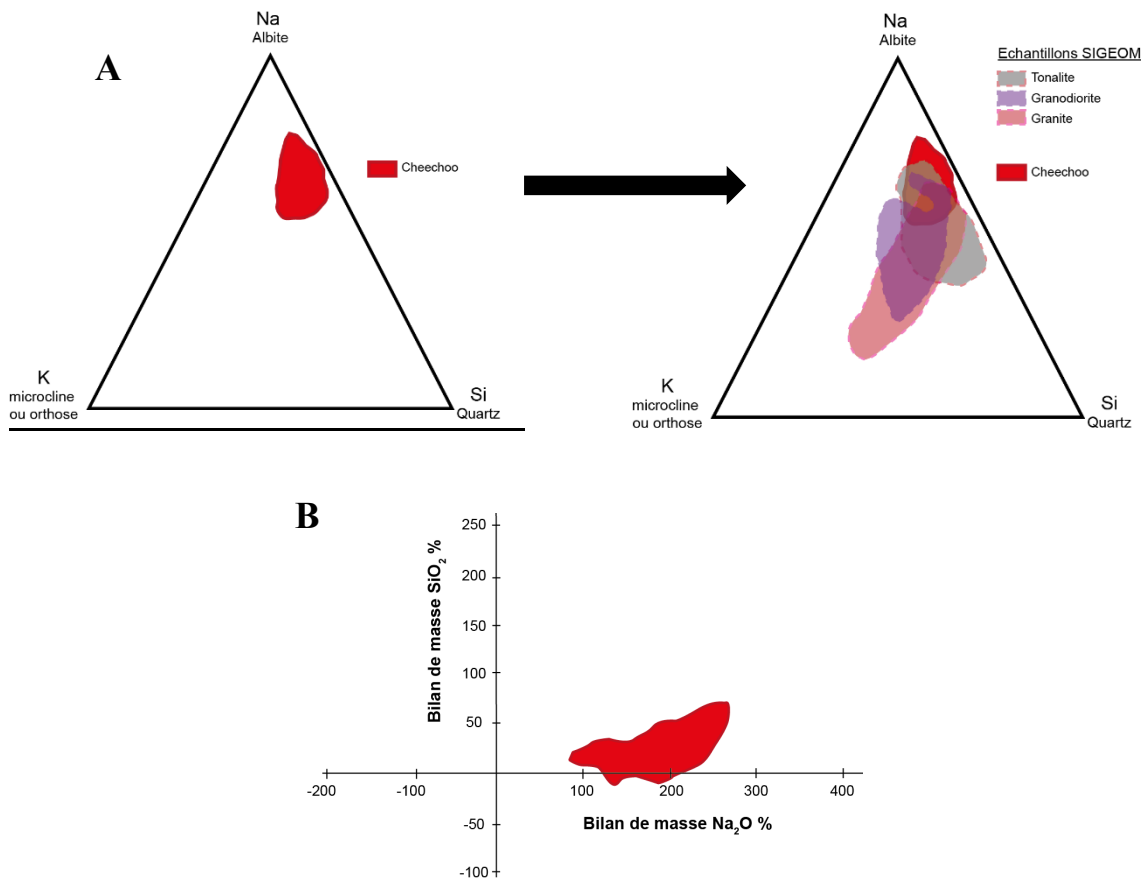 A
Na
Albite
Cheechoo
K
microcline
ou orthose
Si
Quartz
Na
Albite
Echantillons SIGEOM
Tonalite
Granodiorite
Granite
Cheechoo
K
microcline
ou orthose
Si
Quartz
B
Bilan de masse SiO₂ %
250
200
150
100
50
-50
-100
-200
-100
100
200
300
400
Bilan de masse Na₂O %